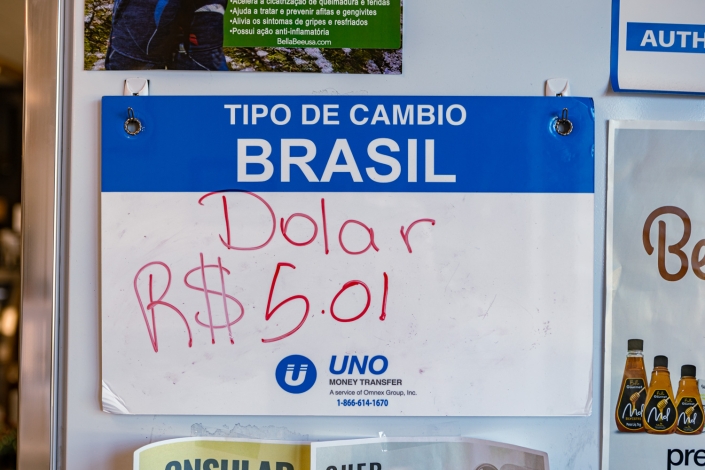 Acelera a cicatrização de queimadura e feridas
•Ajuda a tratar e prevenir aftas e gengivites
•Alivia os sintomas de gripes e resfriados
•Possui ação anti-inflamatória
BellaBeeusa.com
AUTH
TIPO DE CAMBIO
BRASIL
Dolar
R$ 5.01
UNO
MONEY TRANSFER
A service of Omnex Group, Inc.
1-866-614-1670
Be
Mel
Mel
Mel
pre